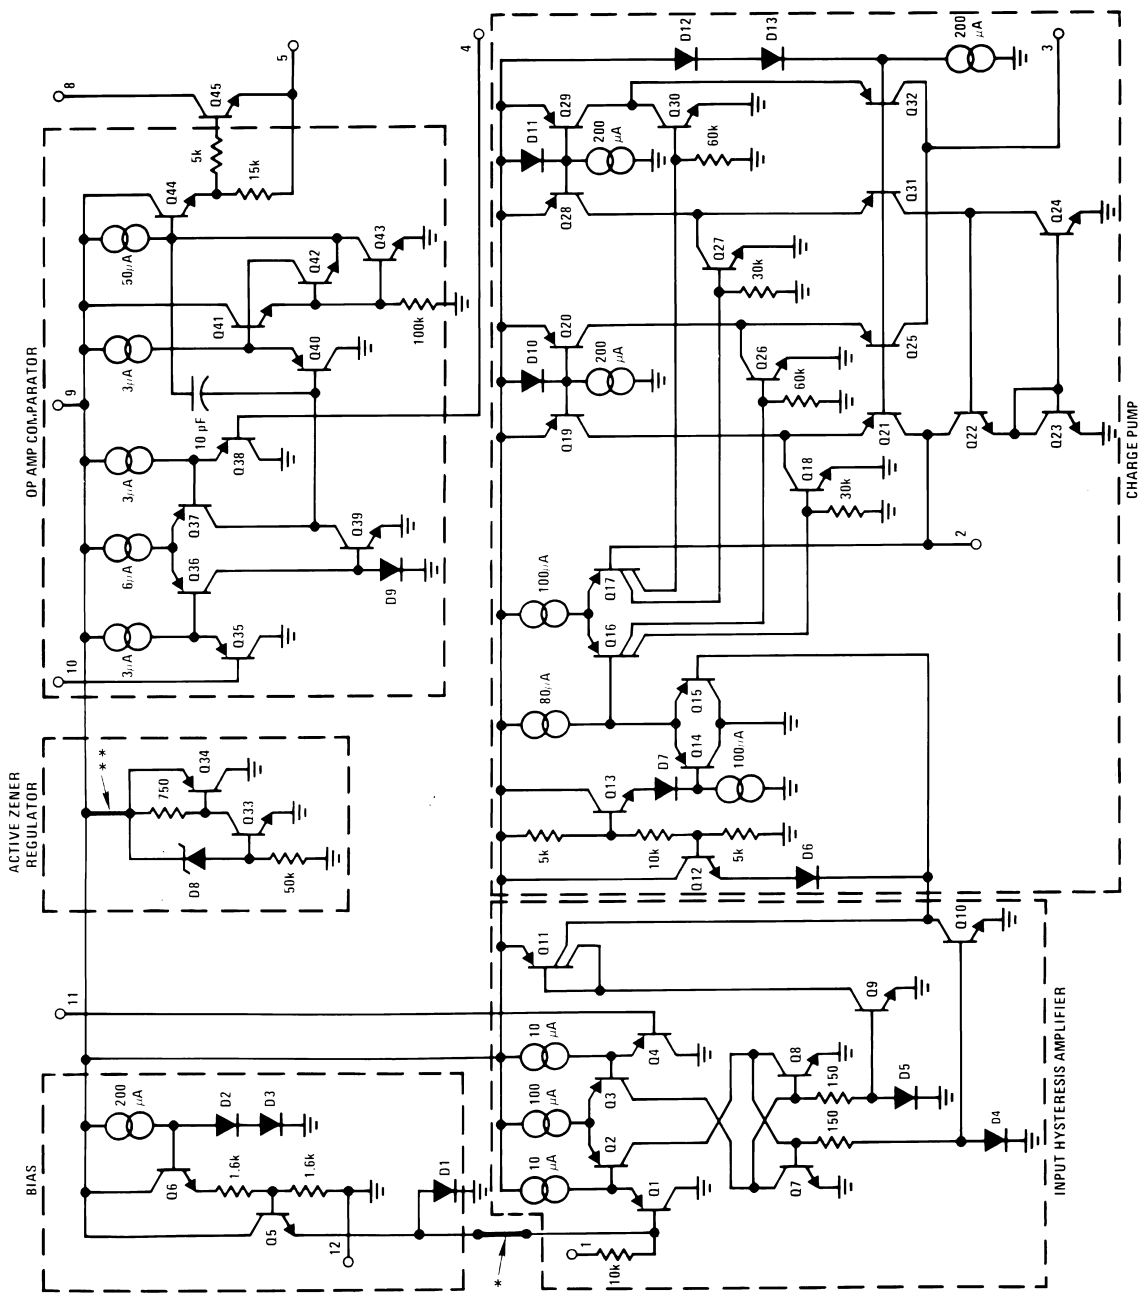 OP AMP COMPARATOR
9
10
3μA
Q35
Q36
6μA
Q37
3μA
Q38
10 pF
D9
Q39
3μA
Q40
Q41
Q42
Q43
100k
50μA
Q44
5k
15k
Q45
8
5
4
ACTIVE ZENER
REGULATOR
* *
D8
50k
750
Q33
Q34
BIAS
200
μA
D2
D3
Q6
1.6k
1.6k
Q5
12
D1
*
11
INPUT HYSTERESIS AMPLIFIER
1
10k
Q1
10
μA
Q2
100
μA
Q3
10
μA
Q4
Q7
Q8
150
150
D4
D5
Q9
Q10
Q11
CHARGE PUMP
5k
10k
5k
Q12
D6
Q13
D7
100μA
Q14
Q15
80μA
Q16
Q17
100μA
2
Q18
30k
Q19
D10
200
μA
Q20
Q21
Q22
Q23
Q24
Q25
Q26
60k
Q27
30k
Q28
D11
200
μA
Q29
Q30
60k
Q31
Q32
D12
D13
200
μA
3